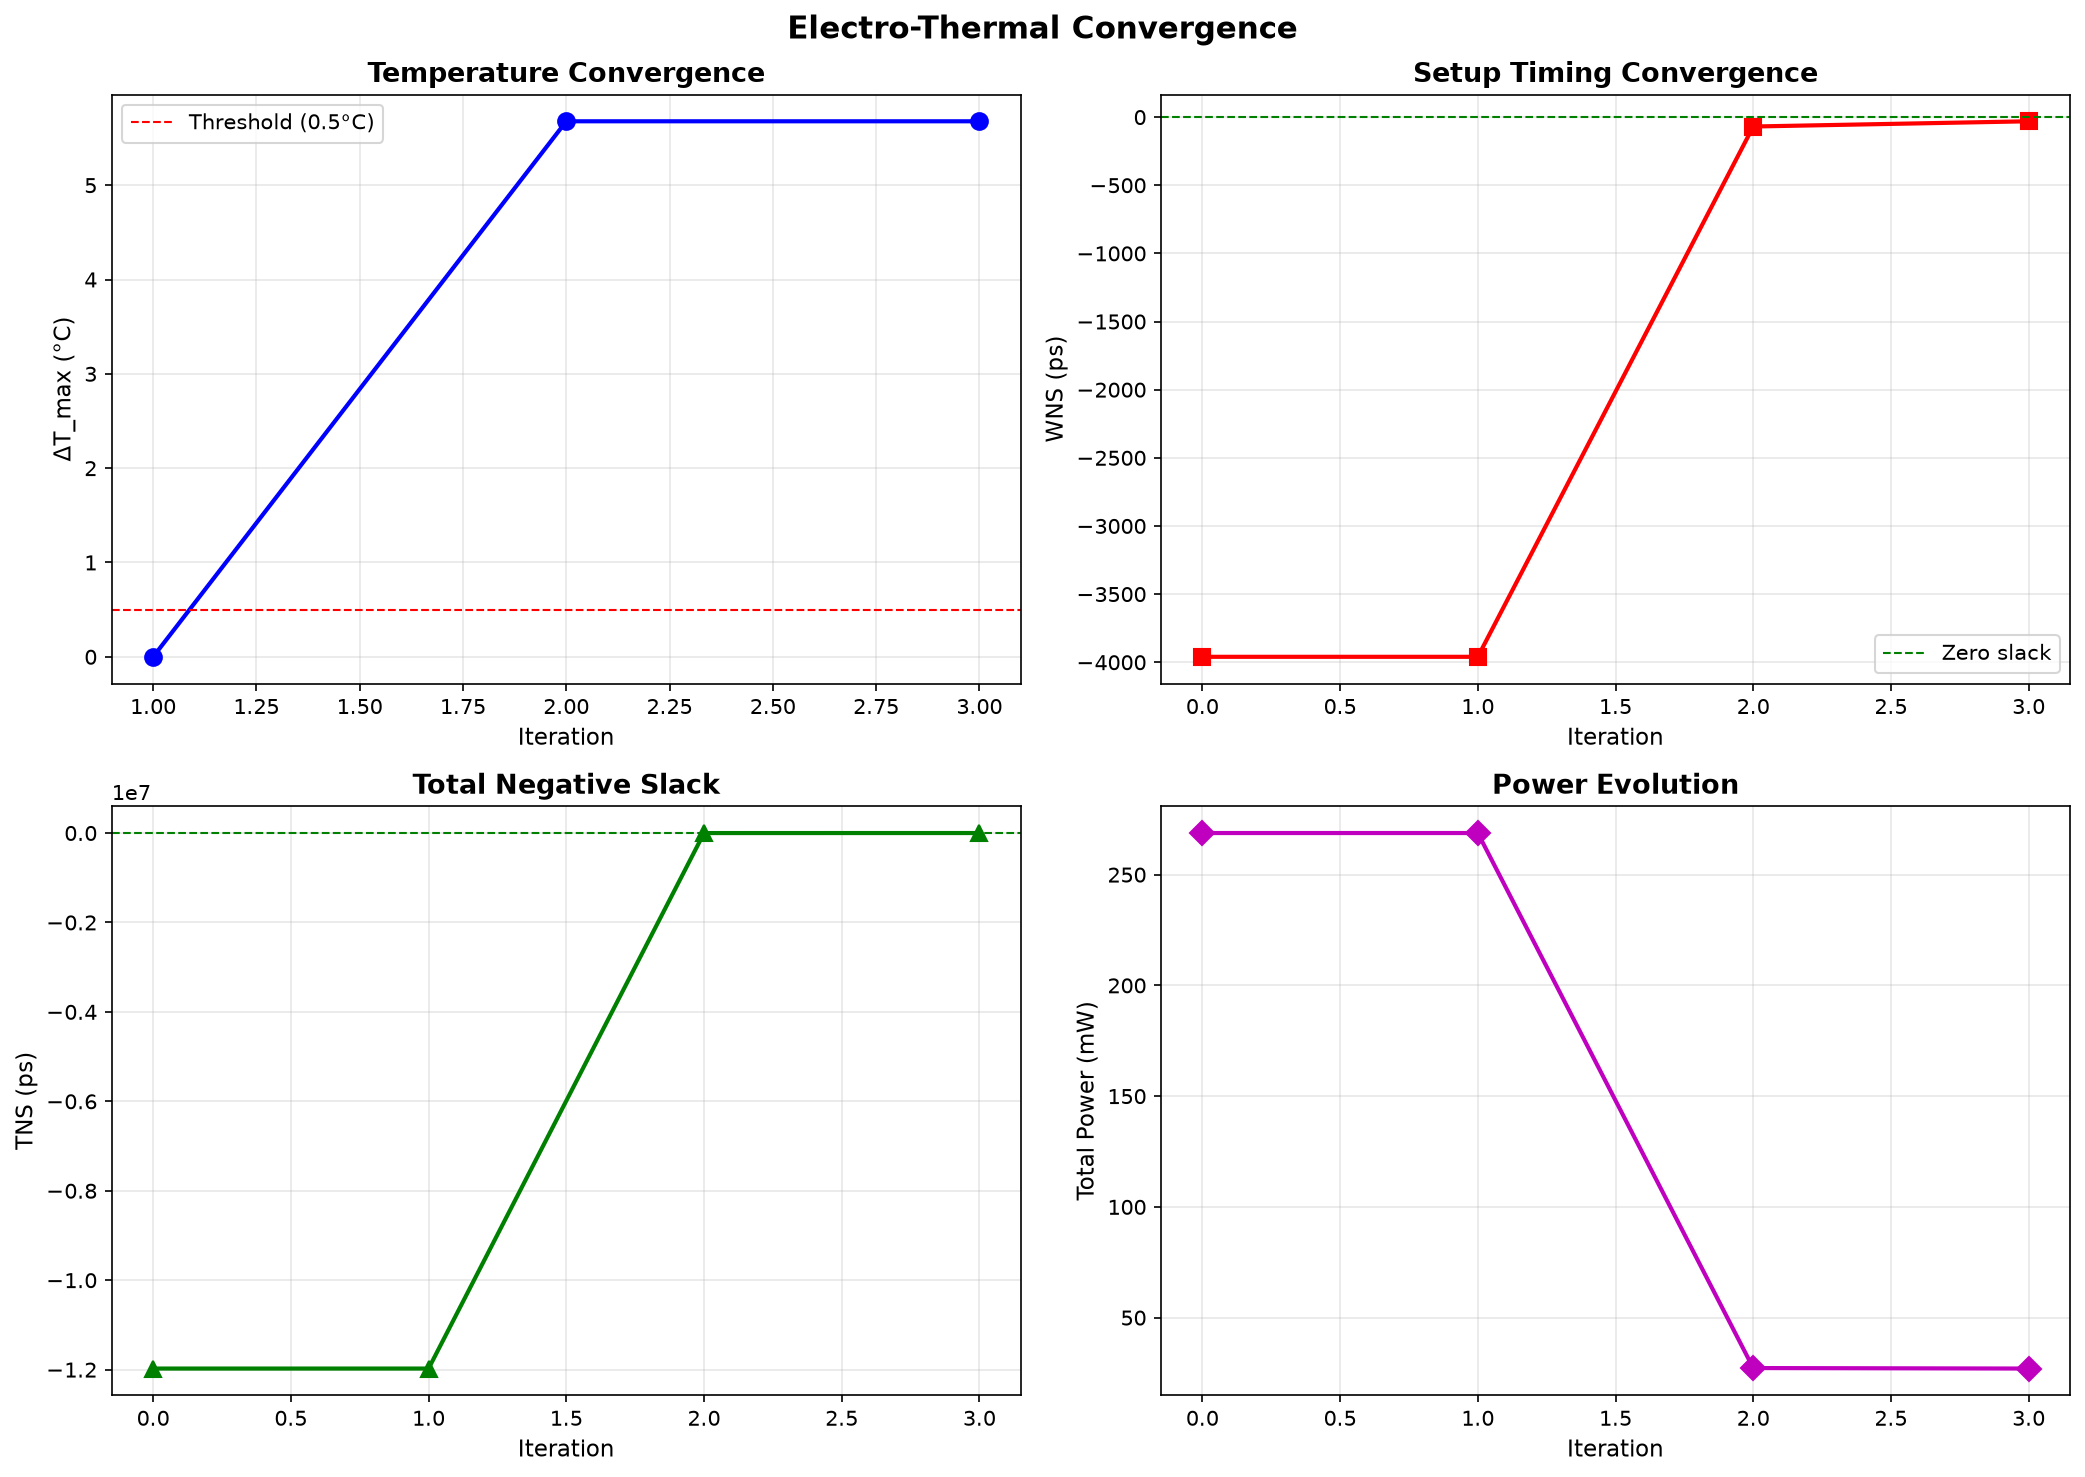 Electro-Thermal Convergence
Temperature Convergence
Threshold (0.5°C)
ΔT_max (°C)
5
4
3
2
1
0
1.00 1.25 1.50 1.75 2.00 2.25 2.50 2.75 3.00
Iteration
Setup Timing Convergence
WNS (ps)
0
−500
−1000
−1500
−2000
−2500
−3000
−3500
−4000
Zero slack
0.0 0.5 1.0 1.5 2.0 2.5 3.0
Iteration
Total Negative Slack
1e7
TNS (ps)
0.0
−0.2
−0.4
−0.6
−0.8
−1.0
−1.2
0.0 0.5 1.0 1.5 2.0 2.5 3.0
Iteration
Power Evolution
Total Power (mW)
250
200
150
100
50
0.0 0.5 1.0 1.5 2.0 2.5 3.0
Iteration